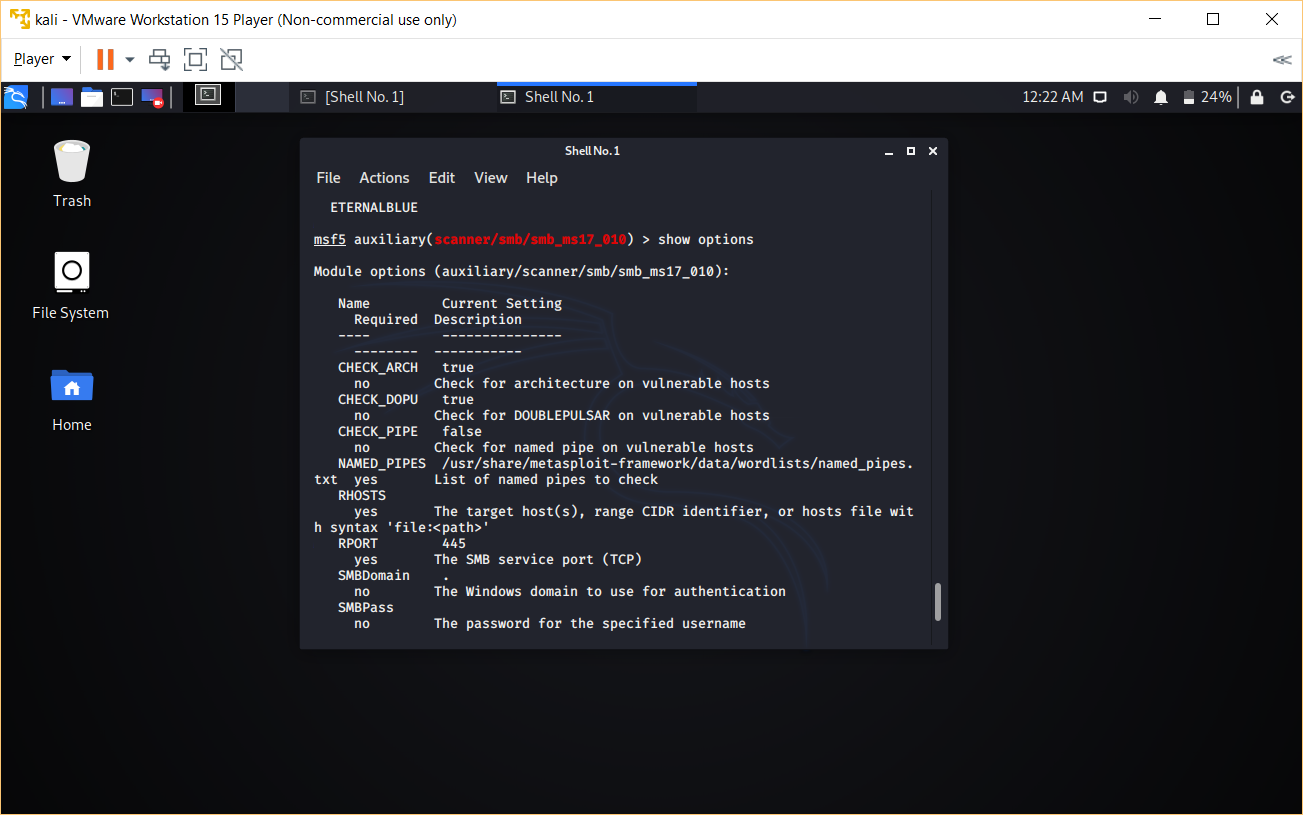 kali - VMware Workstation 15 Player (Non-commercial use only)
Player
[Shell No. 1]
Shell No. 1
12:22 AM
24%
Trash
File System
Home
Shell No. 1
File Actions Edit View Help
ETERNALBLUE
msf5 auxiliary(scanner/smb/smb_ms17_010) > show options
Module options (auxiliary/scanner/smb/smb_ms17_010):
Name Current Setting
Required Description
---- ---------------
-------- -----------
CHECK_ARCH true
no Check for architecture on vulnerable hosts
CHECK_DOPU true
no Check for DOUBLEPULSAR on vulnerable hosts
CHECK_PIPE false
no Check for named pipe on vulnerable hosts
NAMED_PIPES /usr/share/metasploit-framework/data/wordlists/named_pipes.
txt yes List of named pipes to check
RHOSTS
yes The target host(s), range CIDR identifier, or hosts file wit
h syntax 'file:<path>'
RPORT 445
yes The SMB service port (TCP)
SMBDomain .
no The Windows domain to use for authentication
SMBPass
no The password for the specified username